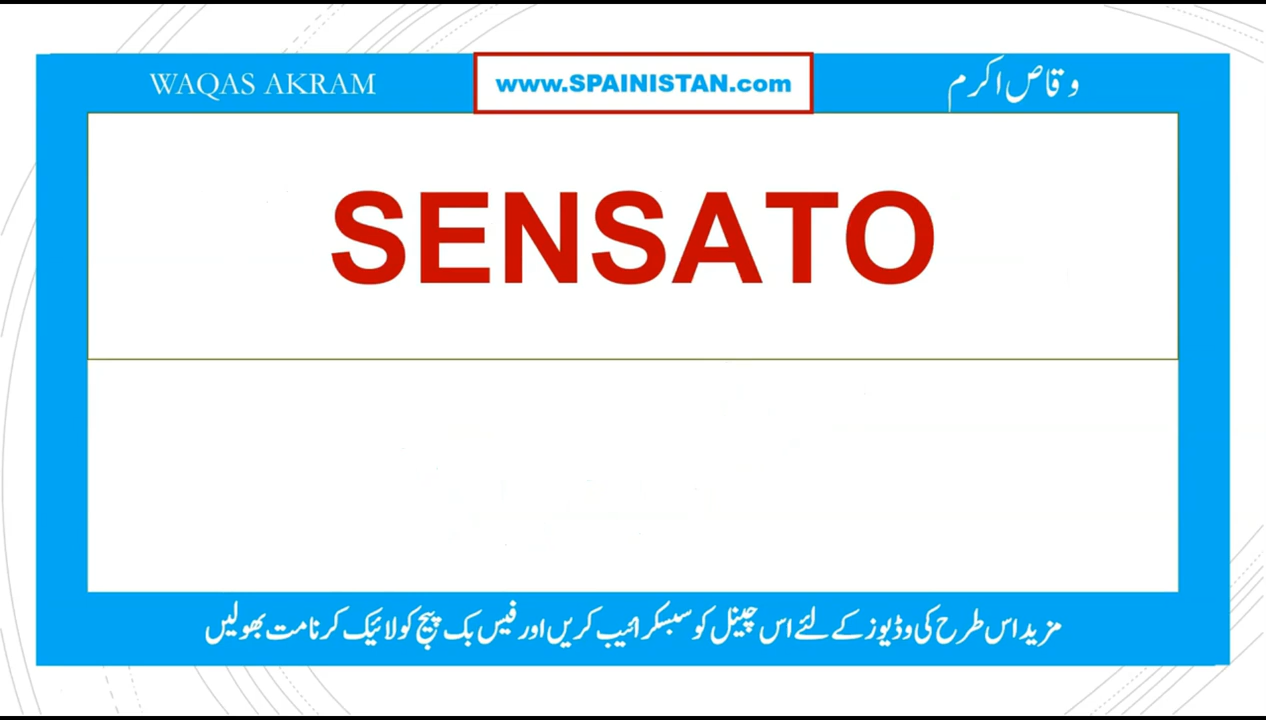 WAQAS AKRAM
www.SPAINISTAN.com
وقاص اکرم
SENSATO
مزید اس طرح کی وڈیوز کے لئے اس چینل کو سبسکرائیب کریں اور فیس بک پیج کو لائیک کرنا مت بھولیں